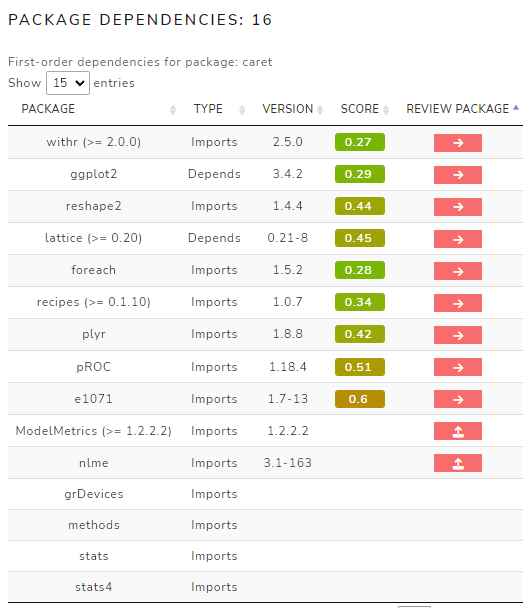 PACKAGE DEPENDENCIES: 16
First-order dependencies for package: caret
Show 15 entries
PACKAGE TYPE VERSION SCORE REVIEW PACKAGE
withr (>= 2.0.0) Imports 2.5.0 0.27
ggplot2 Depends 3.4.2 0.29
reshape2 Imports 1.4.4 0.44
lattice (>= 0.20) Depends 0.21-8 0.45
foreach Imports 1.5.2 0.28
recipes (>= 0.1.10) Imports 1.0.7 0.34
plyr Imports 1.8.8 0.42
pROC Imports 1.18.4 0.51
e1071 Imports 1.7-13 0.6
ModelMetrics (>= 1.2.2.2) Imports 1.2.2.2
nlme Imports 3.1-163
grDevices Imports
methods Imports
stats Imports
stats4 Imports